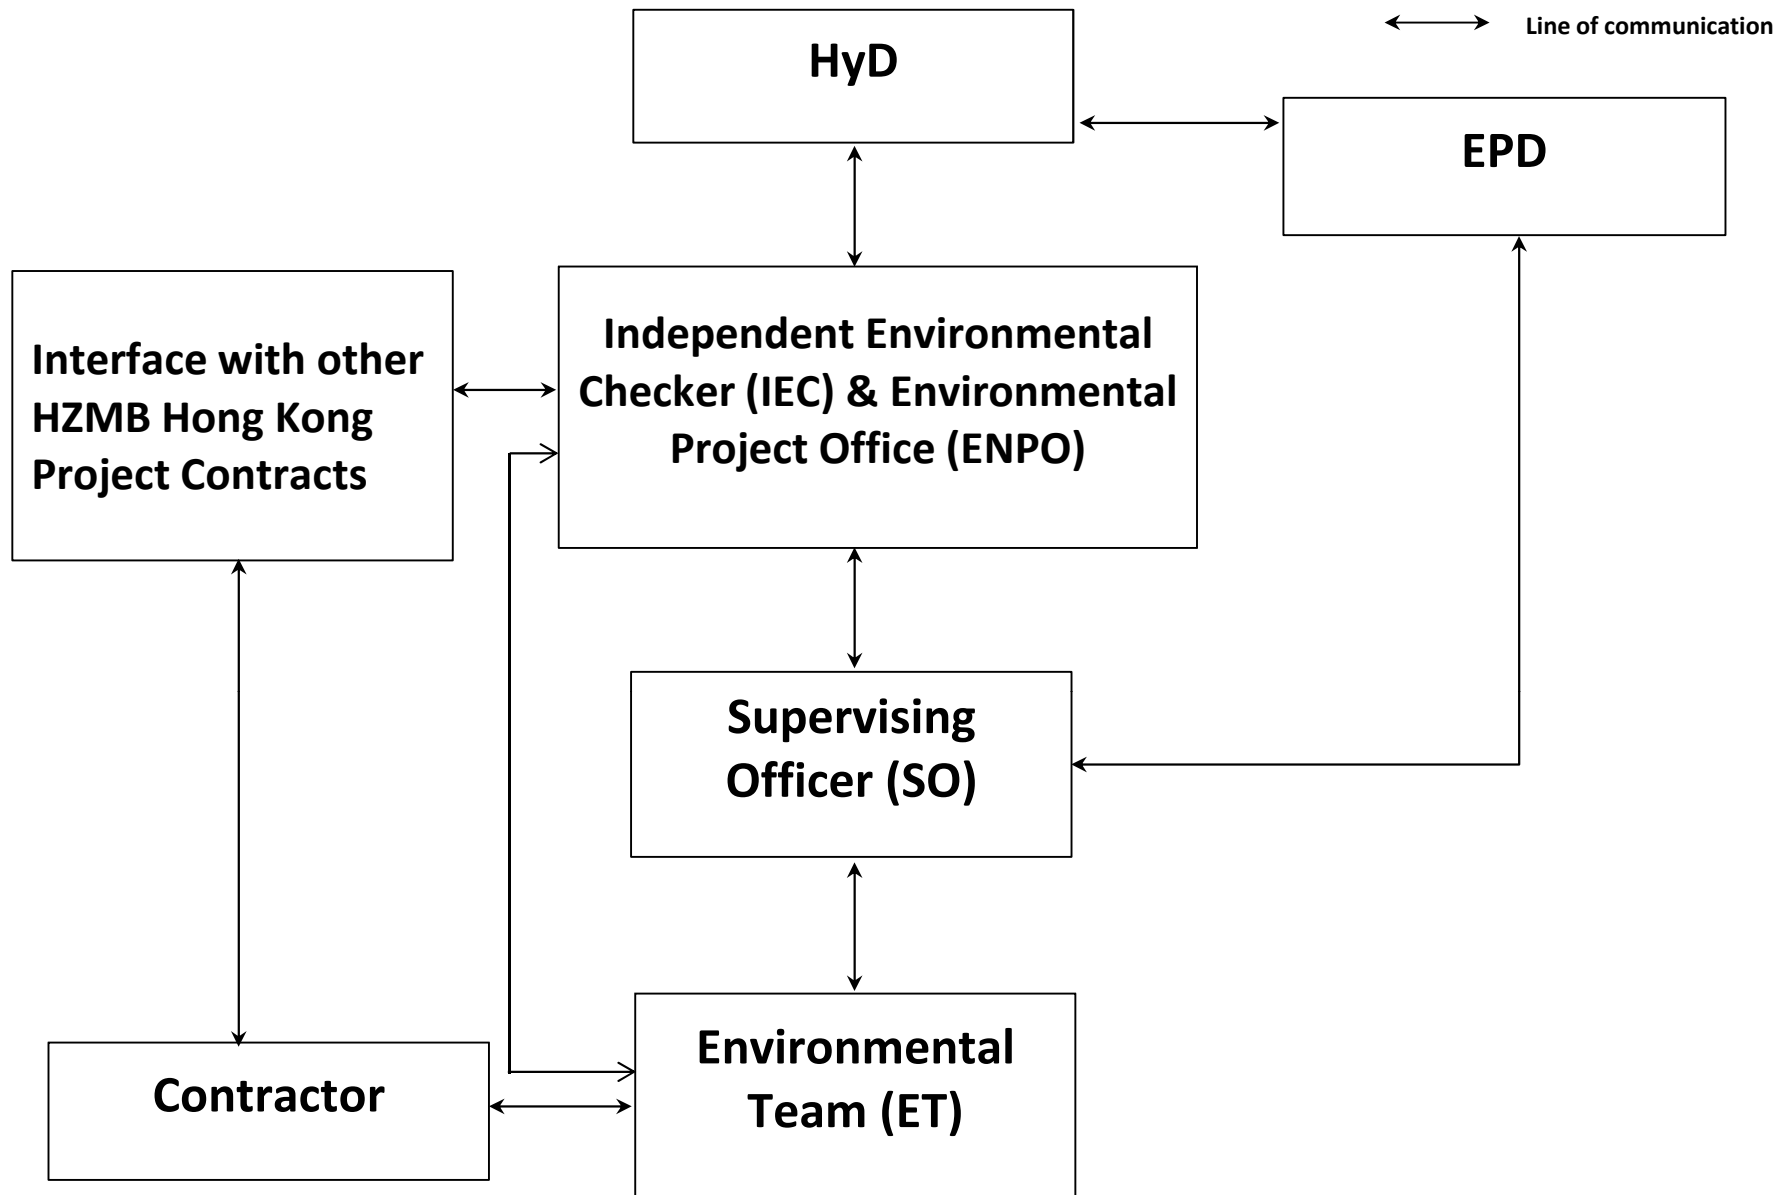 Line of communication
HyD
EPD
Interface with other
HZMB Hong Kong
Project Contracts
Independent Environmental
Checker (IEC) & Environmental
Project Office (ENPO)
Supervising
Officer (SO)
Contractor
Environmental
Team (ET)